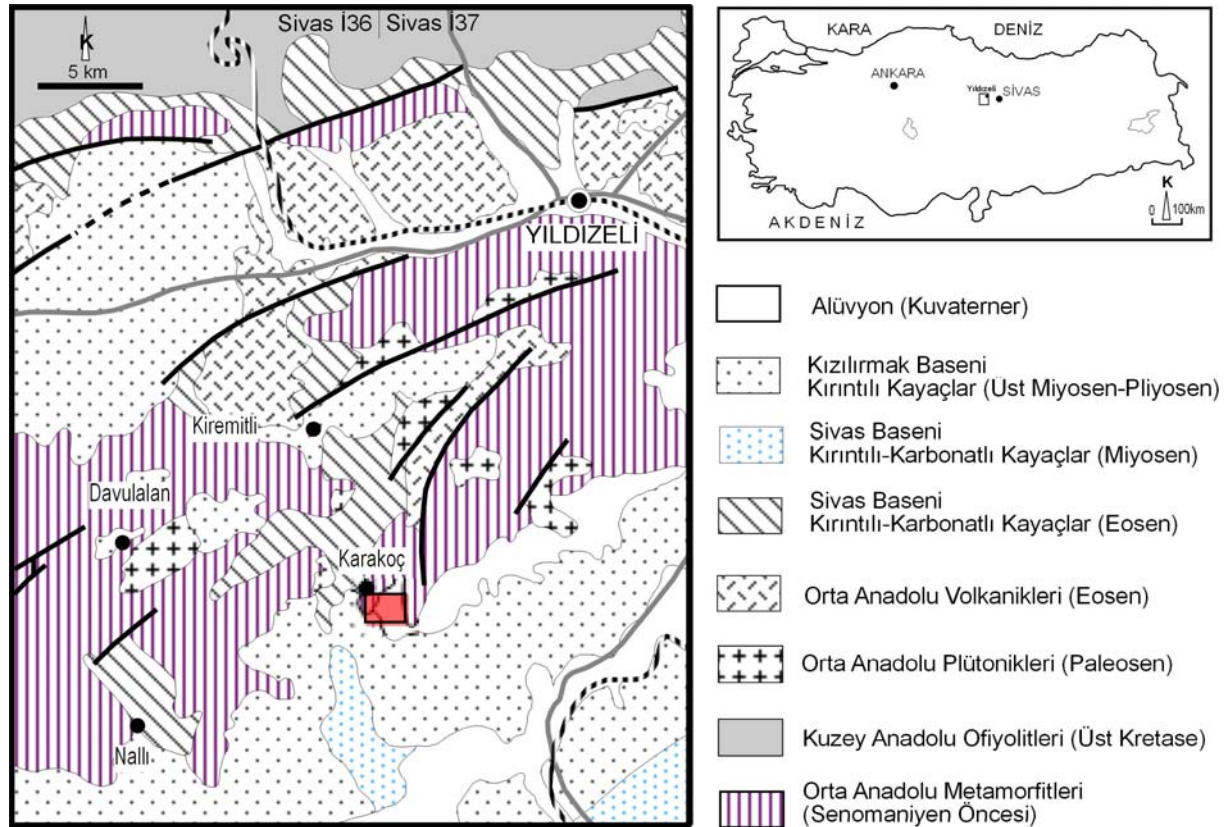 Sivas İ36 Sivas İ37
K
5 km
YILDIZELİ
Kiremitli
Davulalan
Karakoç
Nallı
KARA DENİZ
ANKARA
Yıldızeli
SİVAS
K
0 100km
AKDENİZ
Alüvyon (Kuvaterner)
Kızılırmak Baseni
Kırıntılı Kayaçlar (Üst Miyosen-Pliyosen)
Sivas Baseni
Kırıntılı-Karbonatlı Kayaçlar (Miyosen)
Sivas Baseni
Kırıntılı-Karbonatlı Kayaçlar (Eosen)
Orta Anadolu Volkanikleri (Eosen)
Orta Anadolu Plütonikleri (Paleosen)
Kuzey Anadolu Ofiyolitleri (Üst Kretase)
Orta Anadolu Metamorfitleri
(Senomaniyen Öncesi)